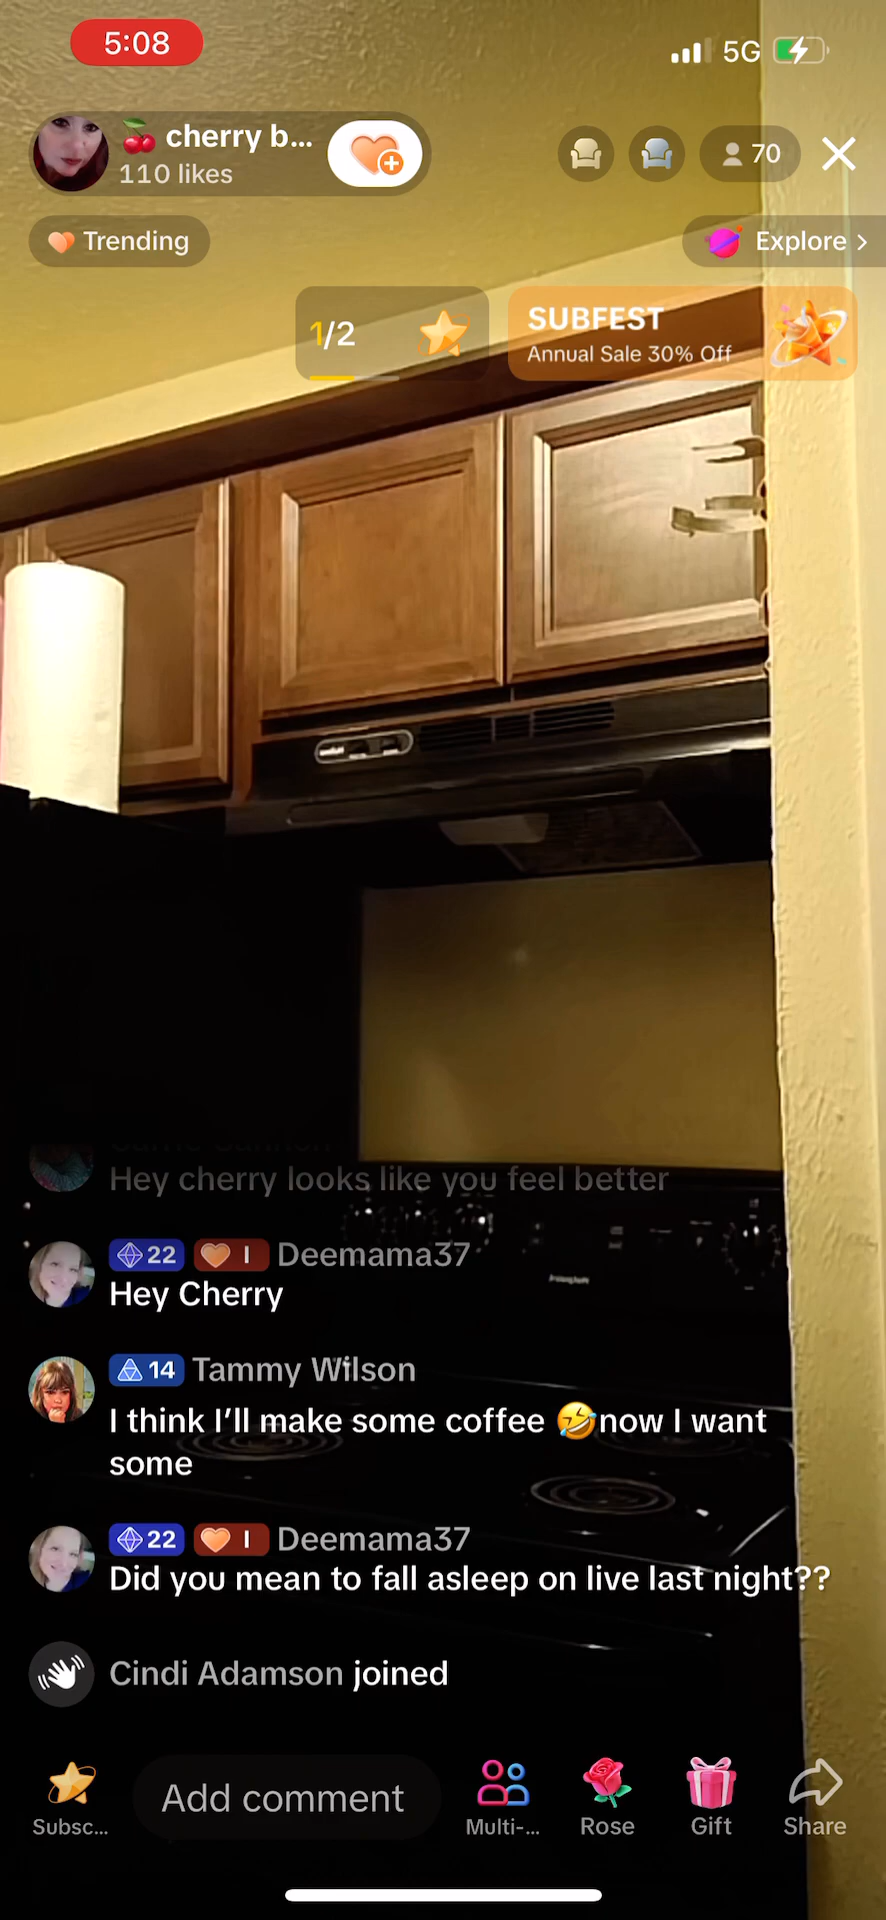 5:08
5G
🍒 cherry b...
110 likes
70
Trending
Explore >
1/2
SUBFEST
Annual Sale 30% Off
Hey cherry looks like you feel better
22 I Deemama37
Hey Cherry
14 Tammy Wilson
I think I’ll make some coffee 🤣now I want
some
22 I Deemama37
Did you mean to fall asleep on live last night??
Cindi Adamson joined
Subsc...
Add comment
Multi-...
Rose
Gift
Share